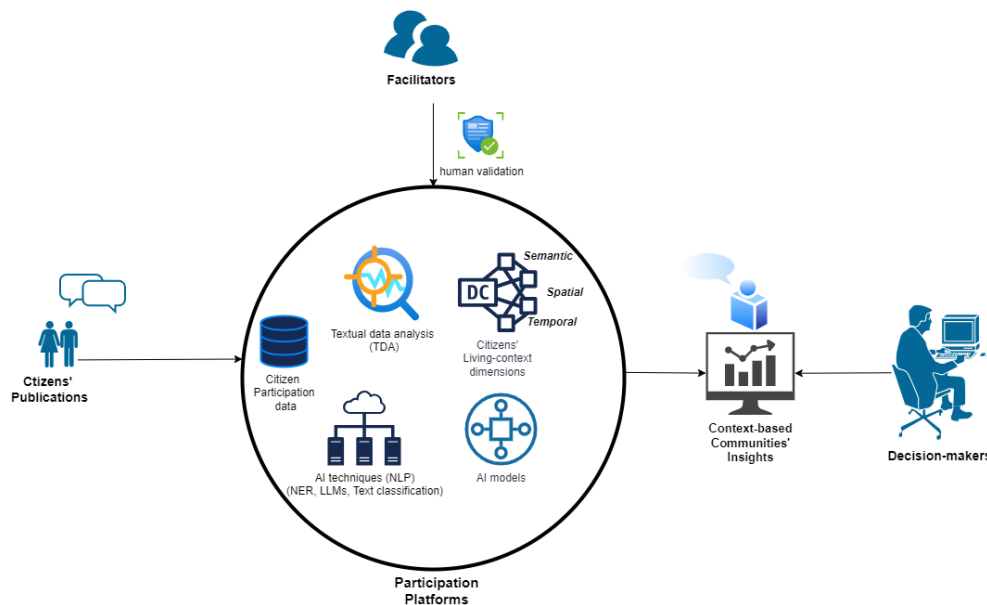 Facilitators
human validation
Semantic
DC
Spatial
Temporal
Textual data analysis
(TDA)
Citizens'
Living-context
dimensions
Citizen
Participation
data
Ctizens'
Publications
AI techniques (NLP)
(NER, LLMs, Text classification)
AI models
Context-based
Communities'
Insights
Decision-makers
Participation
Platforms